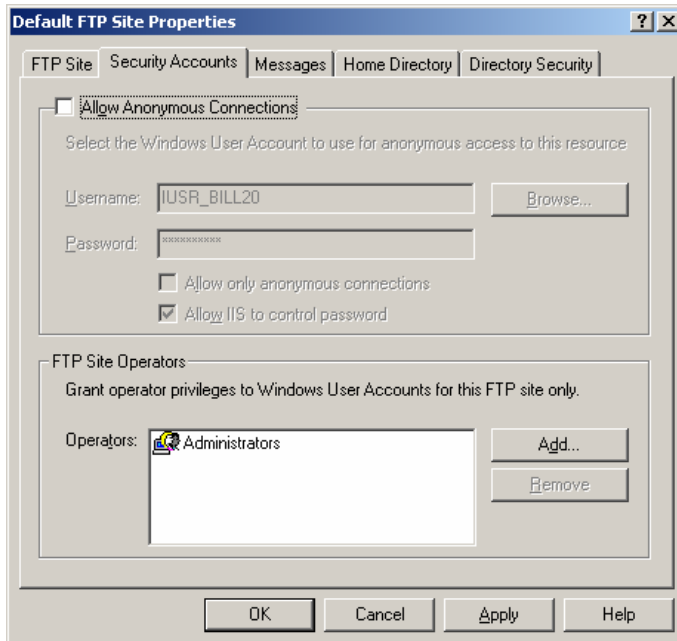 Default FTP Site Properties
FTP Site Security Accounts Messages Home Directory Directory Security
Allow Anonymous Connections
Select the Windows User Account to use for anonymous access to this resource
Username: IUSR_BILL20 Browse...
Password: **********
Allow only anonymous connections
Allow IIS to control password
FTP Site Operators
Grant operator privileges to Windows User Accounts for this FTP site only.
Operators: Administrators Add...
Remove
OK Cancel Apply Help